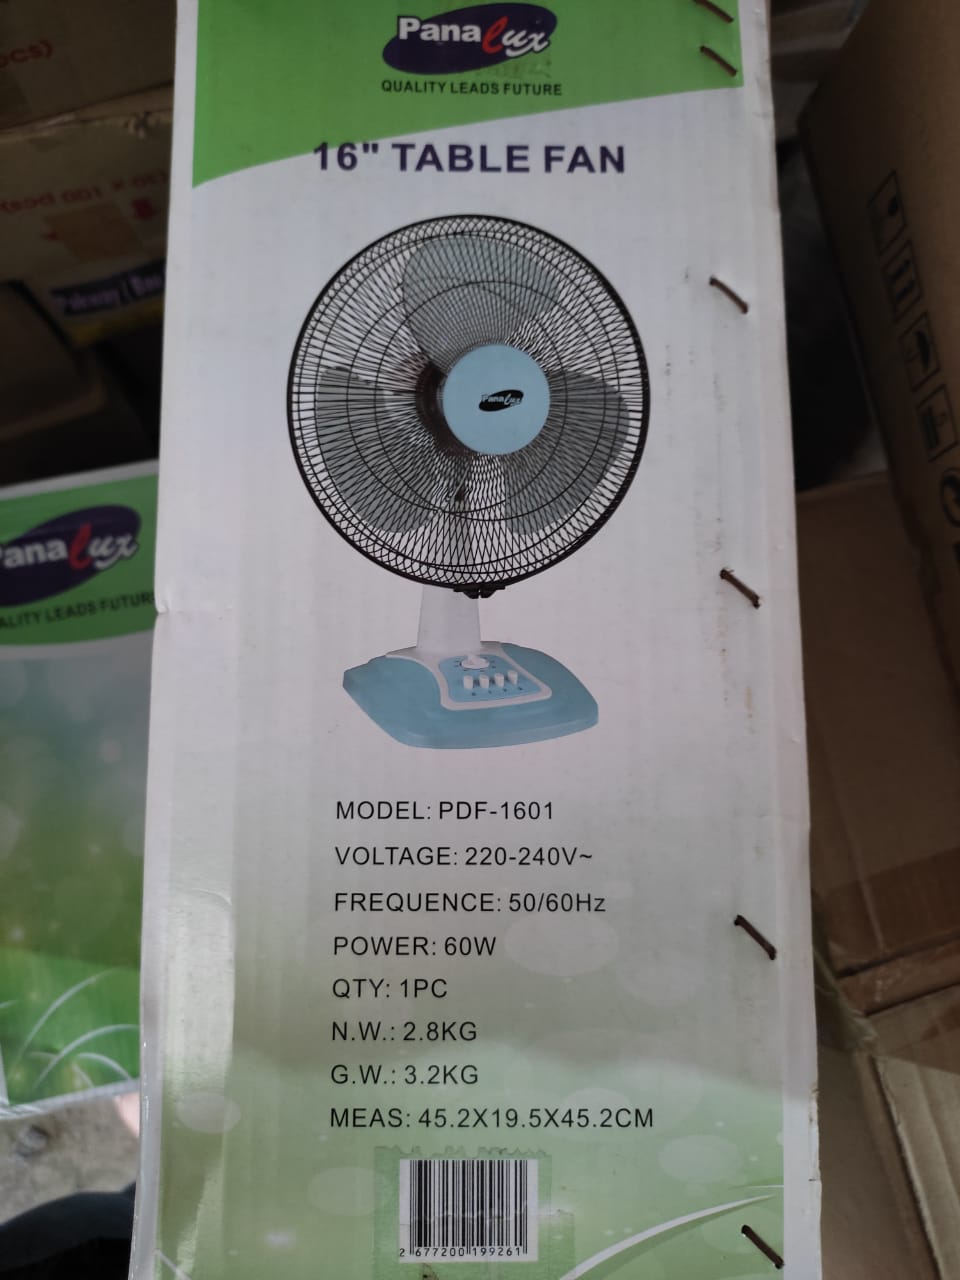 PanaLux
QUALITY LEADS FUTURE
16" TABLE FAN
PanaLux
MODEL: PDF-1601
VOLTAGE: 220-240V~
FREQUENCE: 50/60Hz
POWER: 60W
QTY: 1PC
N.W.: 2.8KG
G.W.: 3.2KG
MEAS: 45.2X19.5X45.2CM
2 677200 199261
PanaLux
QUALITY LEADS FUTURE